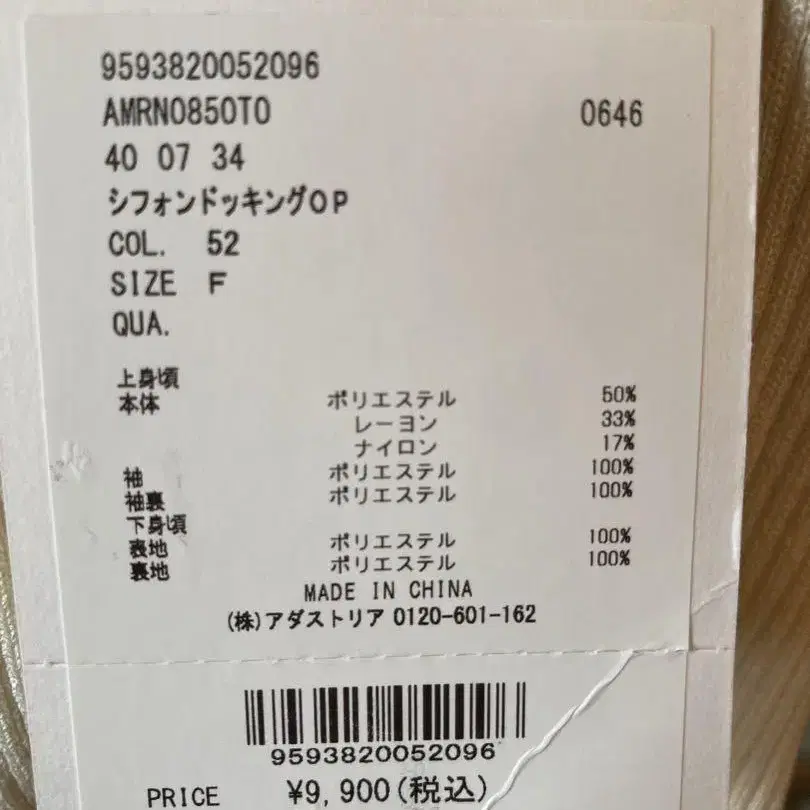 9593820052096
AMRN0850T0 0646
40 07 34
シフォンドッキングOP
COL. 52
SIZE F
QUA.
上身頃
本体 ポリエステル 50%
レーヨン 33%
ナイロン 17%
袖 ポリエステル 100%
袖裏 ポリエステル 100%
下身頃
表地 ポリエステル 100%
裏地 ポリエステル 100%
MADE IN CHINA
(株)アダストリア 0120-601-162
9593820052096
PRICE ¥9,900(税込)